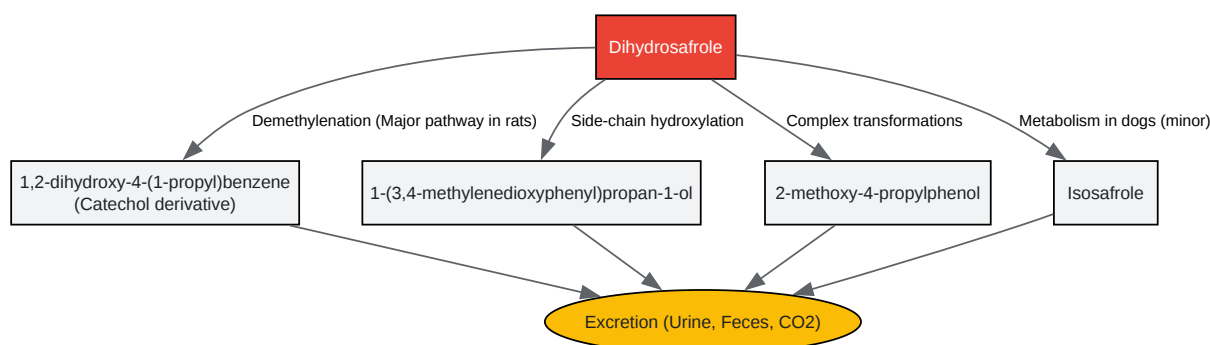 Dihydrosafrole
Demethylenation (Major pathway in rats)
Side-chain hydroxylation
Complex transformations
Metabolism in dogs (minor)
1,2-dihydroxy-4-(1-propyl)benzene
(Catechol derivative)
1-(3,4-methylenedioxyphenyl)propan-1-ol
2-methoxy-4-propylphenol
Isosafrole
Excretion (Urine, Feces, CO2)